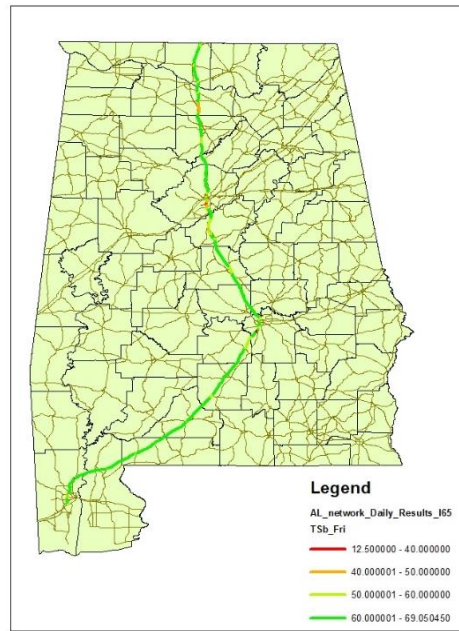 Legend
AL_network_Daily_Results_I65
TSb_Fri
12.500000 - 40.000000
40.000001 - 50.000000
50.000001 - 60.000000
60.000001 - 69.050450